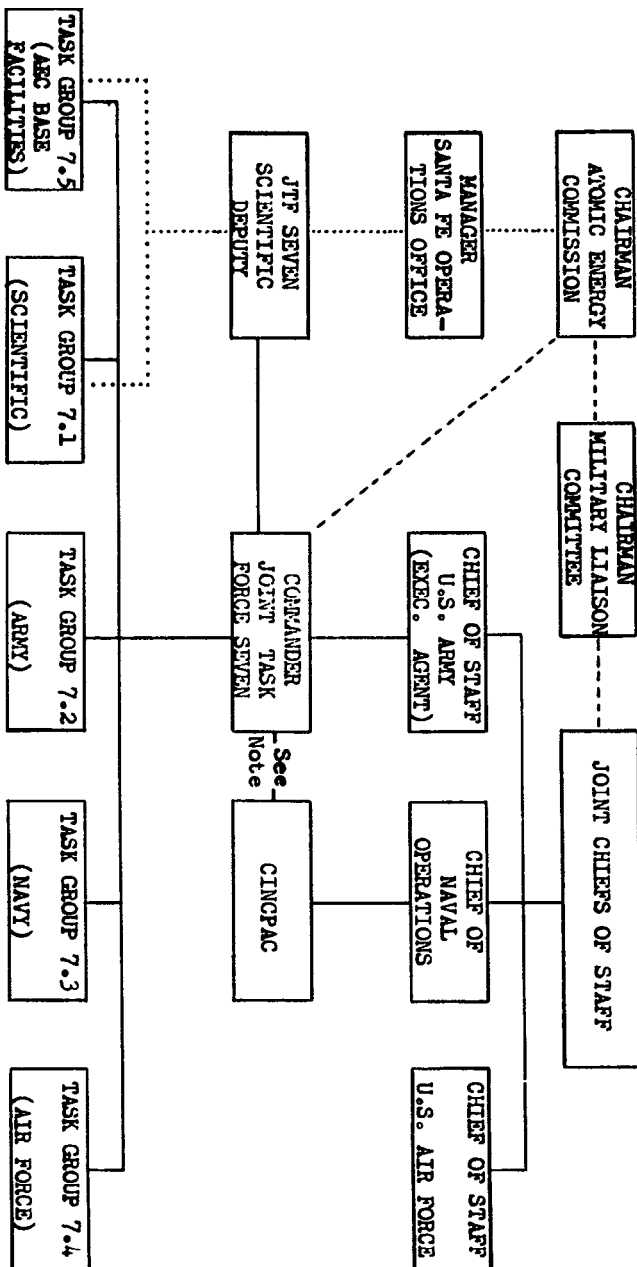 CHAIRMAN
ATOMIC ENERGY
COMMISSION
CHAIRMAN
MILITARY LIAISON
COMMITTEE
JOINT CHIEFS OF STAFF
MANAGER
SANTA FE OPERA-
TIONS OFFICE
CHIEF OF STAFF
U.S. ARMY
(EXEC. AGENT)
CHIEF OF
NAVAL
OPERATIONS
CHIEF OF STAFF
U.S. AIR FORCE
JTF SEVEN
SCIENTIFIC
DEPUTY
COMMANDER
JOINT TASK
FORCE SEVEN
See
Note
CINCPAC
TASK GROUP 7.5
(AEC BASE
FACILITIES)
TASK GROUP 7.1
(SCIENTIFIC)
TASK GROUP 7.2
(ARMY)
TASK GROUP 7.3
(NAVY)
TASK GROUP 7.4
(AIR FORCE)